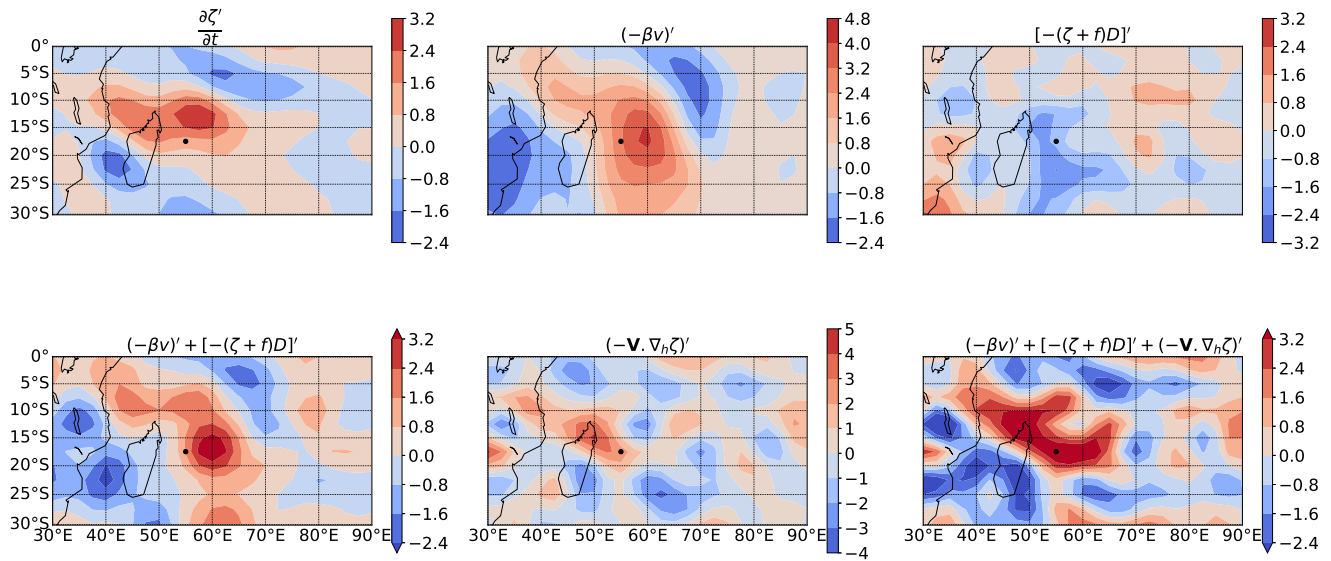 ∂ζ′/∂t
(−βv)′
[−(ζ+f)D]′
0°
5°S
10°S
15°S
20°S
25°S
30°S
3.2
2.4
1.6
0.8
0.0
−0.8
−1.6
−2.4
4.8
4.0
3.2
2.4
1.6
0.8
0.0
−0.8
−1.6
−2.4
3.2
2.4
1.6
0.8
0.0
−0.8
−1.6
−2.4
−3.2
(−βv)′ + [−(ζ+f)D]′
(−V.∇ₕζ)′
(−βv)′ + [−(ζ+f)D]′ + (−V.∇ₕζ)′
0°
5°S
10°S
15°S
20°S
25°S
30°S
30°E 40°E 50°E 60°E 70°E 80°E 90°E
3.2
2.4
1.6
0.8
0.0
−0.8
−1.6
−2.4
30°E 40°E 50°E 60°E 70°E 80°E 90°E
5
4
3
2
1
0
−1
−2
−3
−4
30°E 40°E 50°E 60°E 70°E 80°E 90°E
3.2
2.4
1.6
0.8
0.0
−0.8
−1.6
−2.4